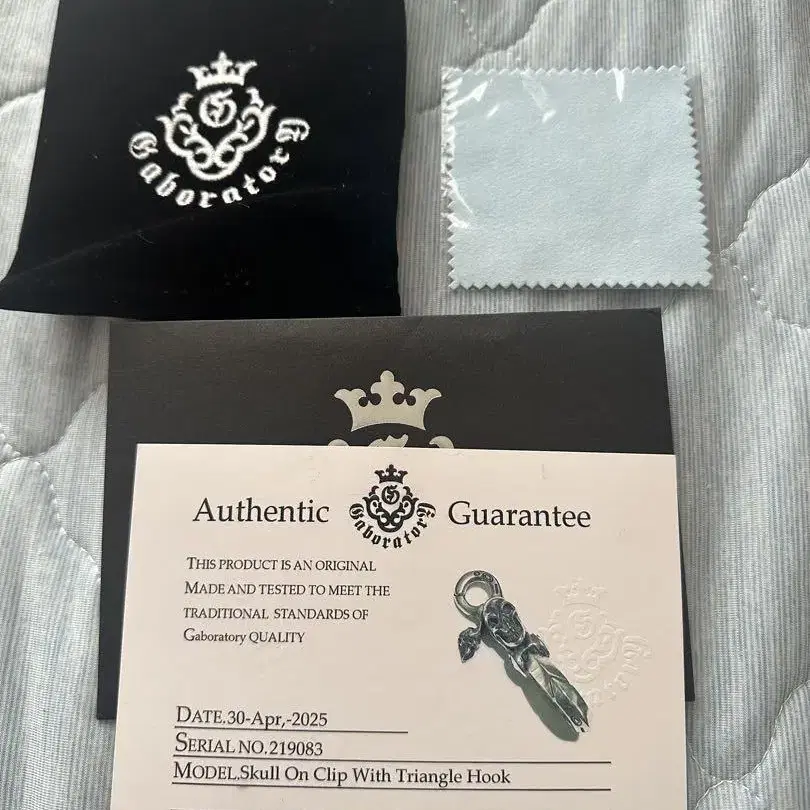 Gaboratory
Authentic Guarantee
Gaboratory
THIS PRODUCT IS AN ORIGINAL
MADE AND TESTED TO MEET THE
TRADITIONAL STANDARDS OF
Gaboratory QUALITY
DATE.30-Apr,-2025
SERIAL NO.219083
MODEL.Skull On Clip With Triangle Hook